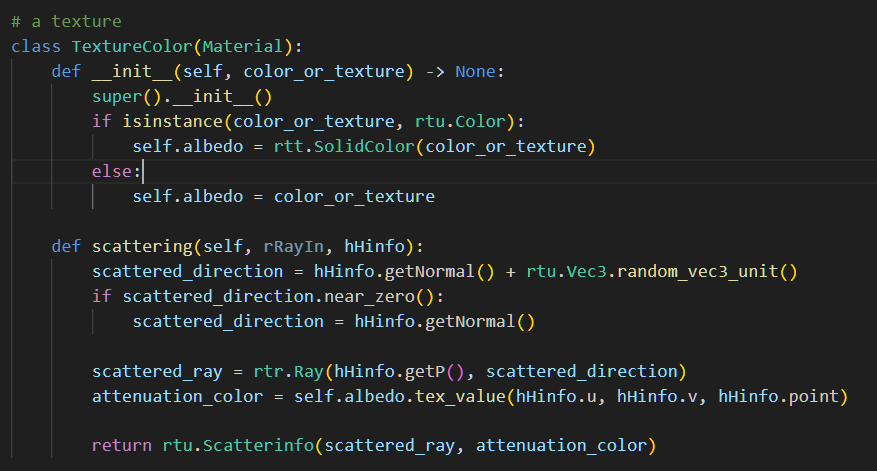 # a texture
class TextureColor(Material):
    def __init__(self, color_or_texture) -> None:
        super().__init__()
        if isinstance(color_or_texture, rtu.Color):
            self.albedo = rtt.SolidColor(color_or_texture)
        else:
            self.albedo = color_or_texture

    def scattering(self, rRayIn, hHinfo):
        scattered_direction = hHinfo.getNormal() + rtu.Vec3.random_vec3_unit()
        if scattered_direction.near_zero():
            scattered_direction = hHinfo.getNormal()

        scattered_ray = rtr.Ray(hHinfo.getP(), scattered_direction)
        attenuation_color = self.albedo.tex_value(hHinfo.u, hHinfo.v, hHinfo.point)

        return rtu.Scatterinfo(scattered_ray, attenuation_color)